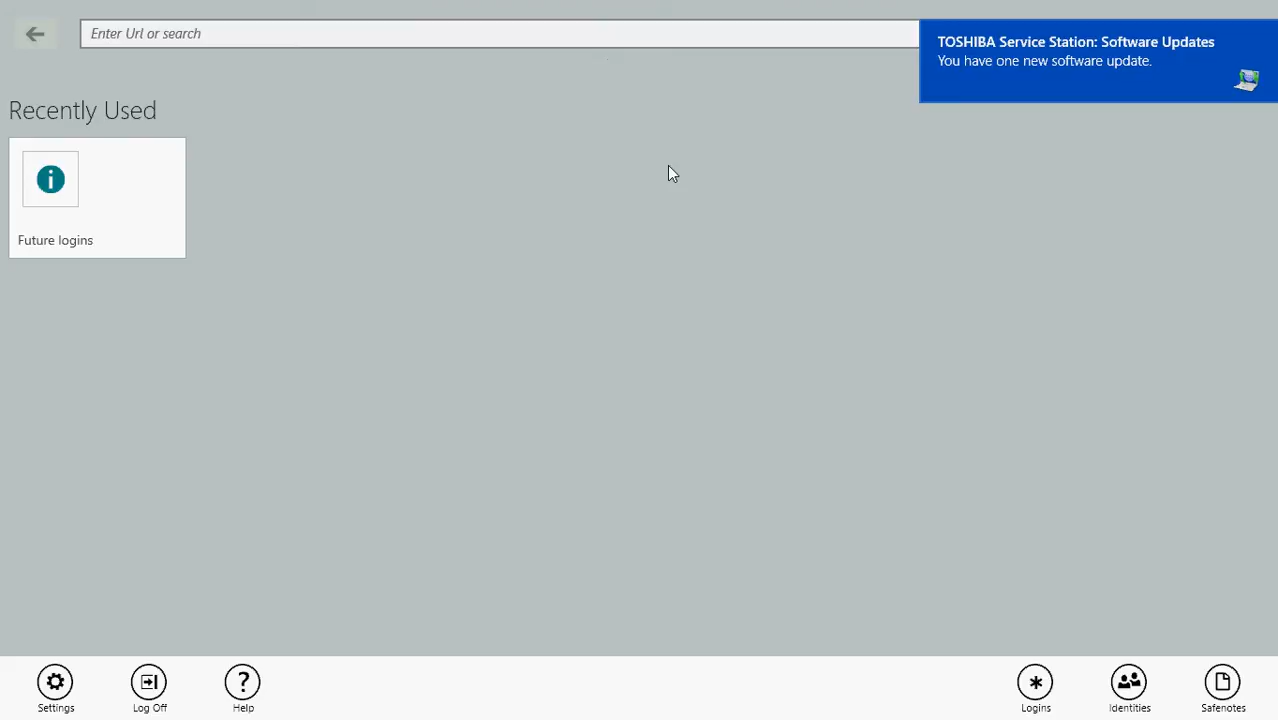 Enter Url or search
TOSHIBA Service Station: Software Updates
You have one new software update.
Recently Used
Future logins
Settings
Log Off
Help
Logins
Identities
Safenotes